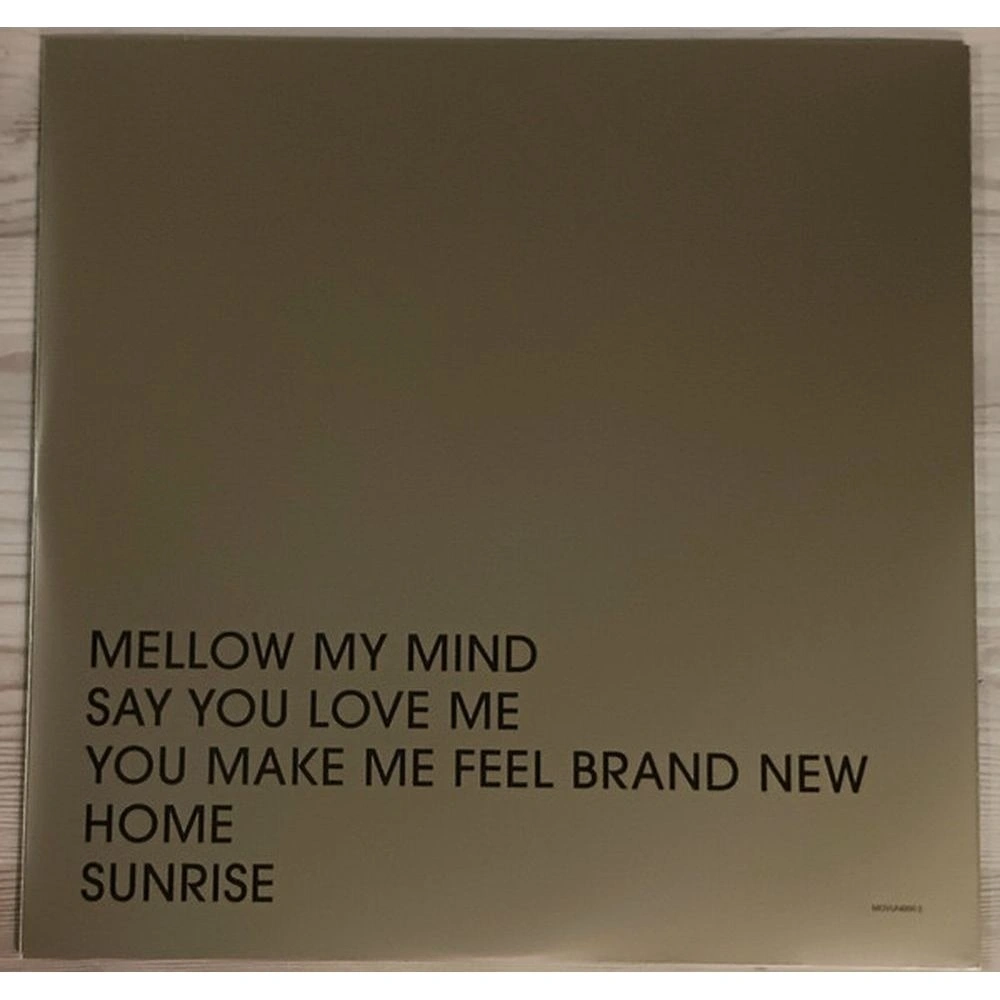 MELLOW MY MIND
SAY YOU LOVE ME
YOU MAKE ME FEEL BRAND NEW
HOME
SUNRISE